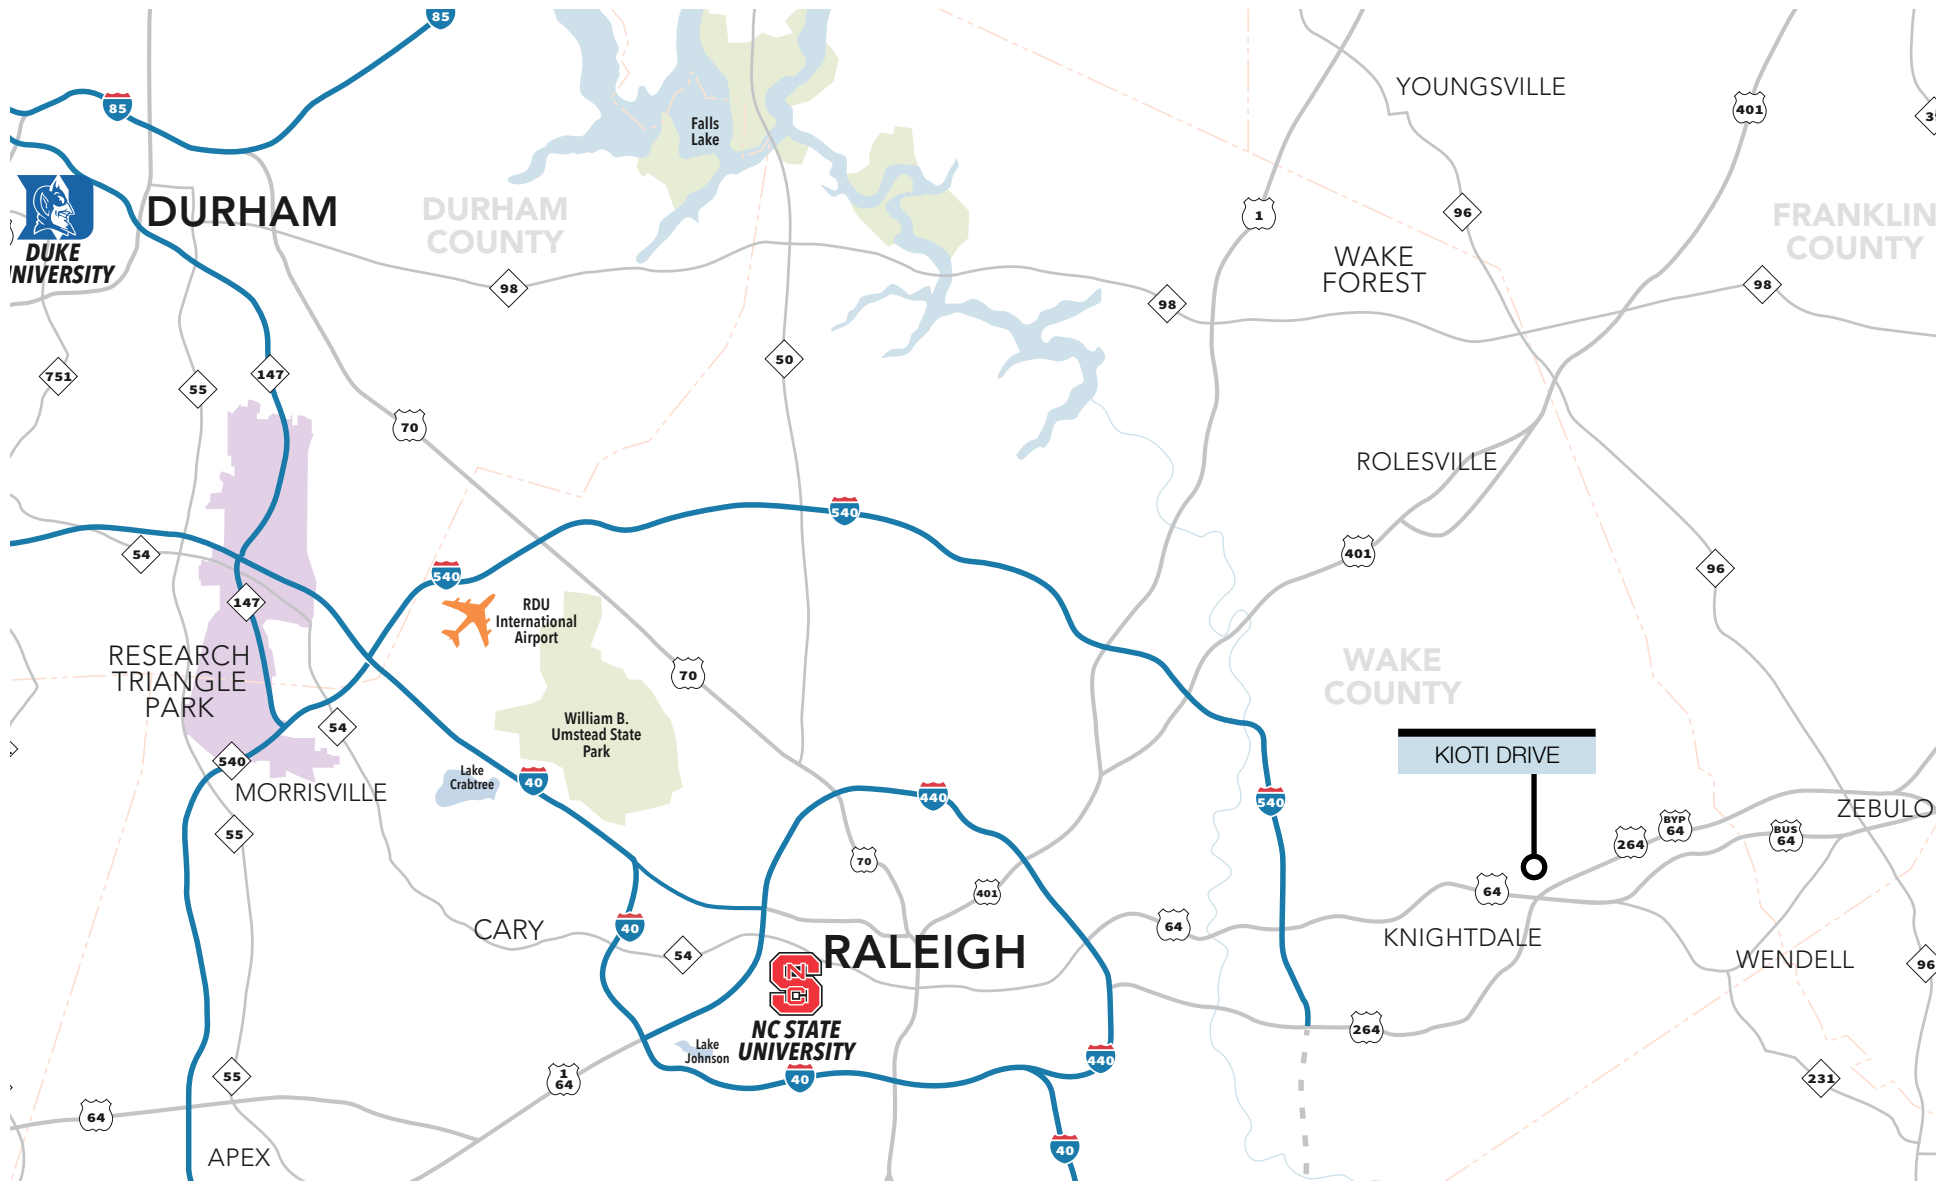 85
85
YOUNGSVILLE
401
Falls
Lake
DURHAM
DURHAM
COUNTY
1
96
FRANKLIN
COUNTY
DUKE
NIVERSITY
WAKE
FOREST
98
98
98
50
751
55
147
70
ROLESVILLE
540
401
54
540
96
147
RDU
International
Airport
RESEARCH
TRIANGLE
PARK
WAKE
COUNTY
70
54
William B.
Umstead State
Park
540
KIOTI DRIVE
Lake
Crabtree
40
MORRISVILLE
440
540
ZEBULO
55
BYP
64
BUS
64
264
70
64
401
40
CARY
64
KNIGHTDALE
54
RALEIGH
WENDELL
96
NC STATE
UNIVERSITY
264
Lake
Johnson
440
55
1
64
40
231
64
40
APEX